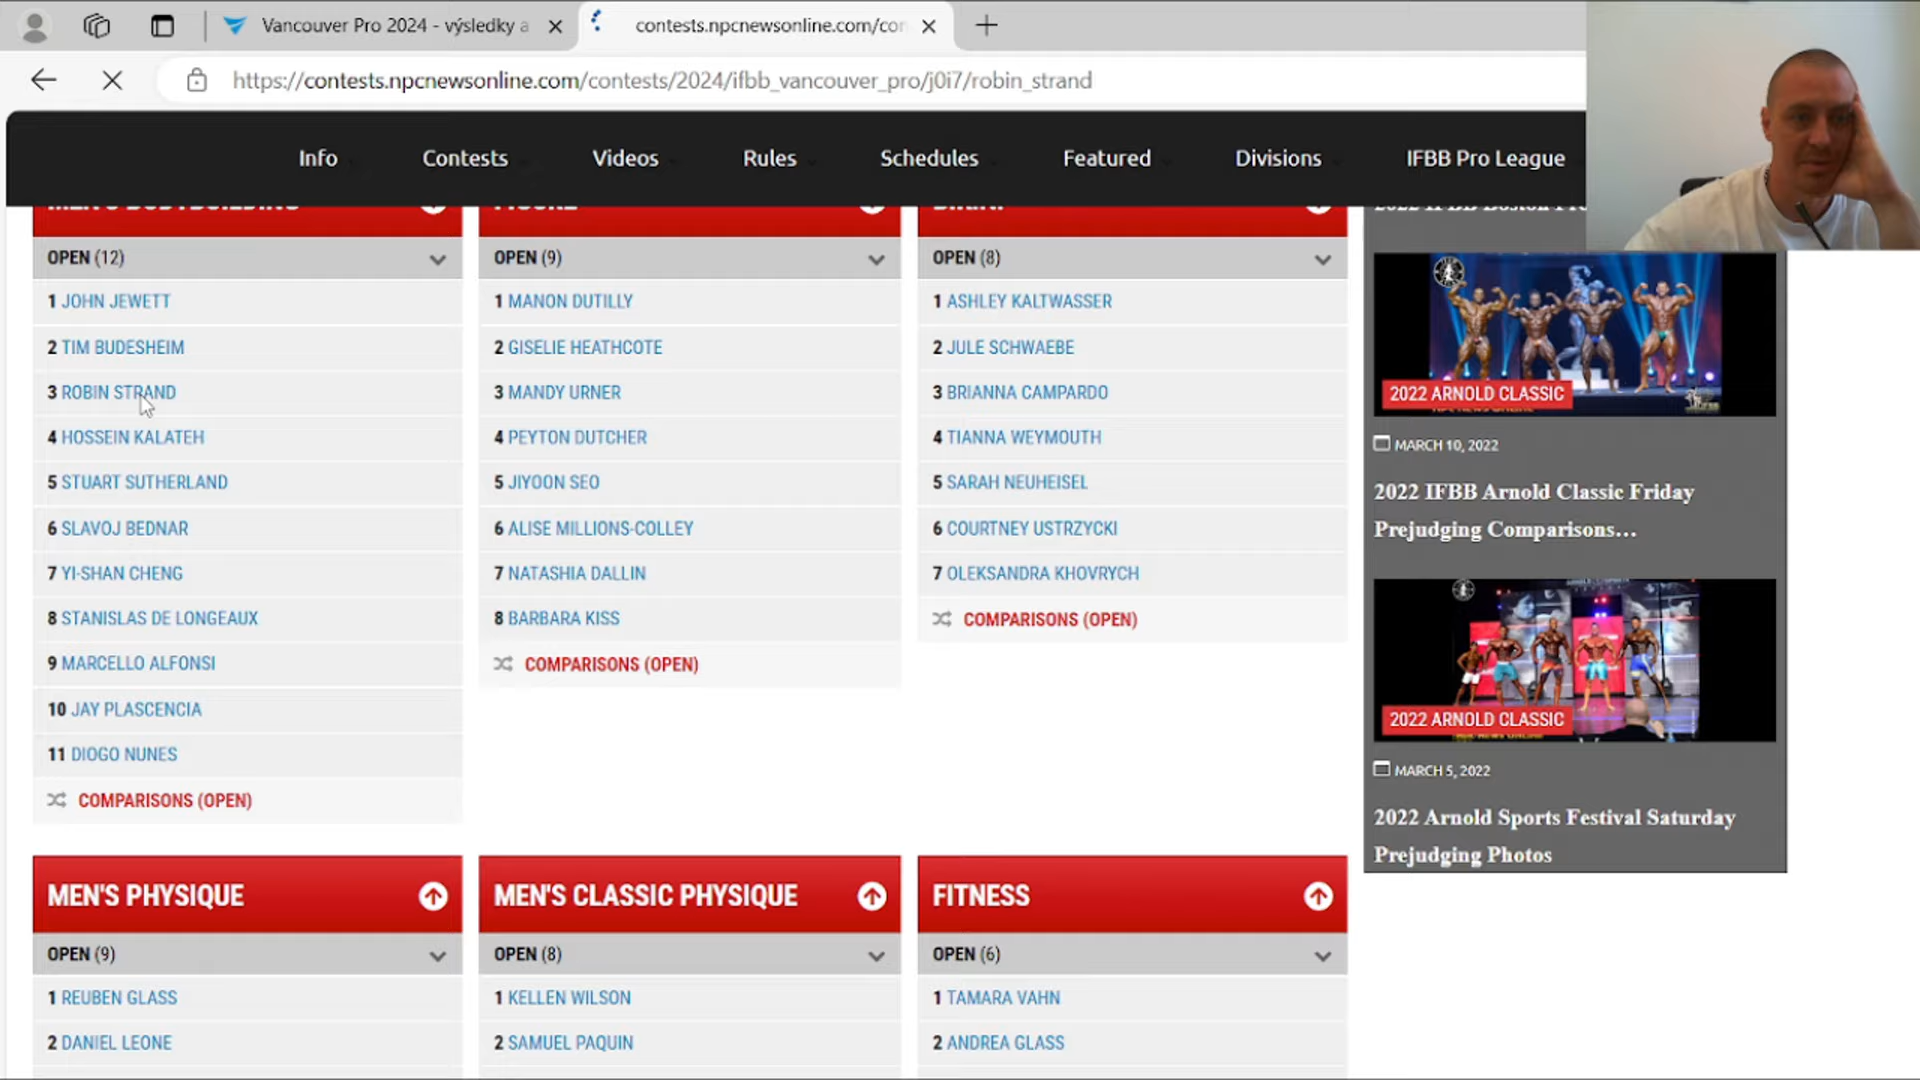 Vancouver Pro 2024 - výsledky a
contests.npcnewsonline.com/con
https://contests.npcnewsonline.com/contests/2024/ifbb_vancouver_pro/j0i7/robin_strand
Info
Contests
Videos
Rules
Schedules
Featured
Divisions
IFBB Pro League
MEN'S BODYBUILDING
OPEN (12)
1 JOHN JEWETT
2 TIM BUDESHEIM
3 ROBIN STRAND
4 HOSSEIN KALATEH
5 STUART SUTHERLAND
6 SLAVOJ BEDNAR
7 YI-SHAN CHENG
8 STANISLAS DE LONGEAUX
9 MARCELLO ALFONSI
10 JAY PLASCENCIA
11 DIOGO NUNES
COMPARISONS (OPEN)
FIGURE
OPEN (9)
1 MANON DUTILLY
2 GISELIE HEATHCOTE
3 MANDY URNER
4 PEYTON DUTCHER
5 JIYOON SEO
6 ALISE MILLIONS-COLLEY
7 NATASHIA DALLIN
8 BARBARA KISS
COMPARISONS (OPEN)
BIKINI
OPEN (8)
1 ASHLEY KALTWASSER
2 JULE SCHWAEBE
3 BRIANNA CAMPARDO
4 TIANNA WEYMOUTH
5 SARAH NEUHEISEL
6 COURTNEY USTRZYCKI
7 OLEKSANDRA KHOVRYCH
COMPARISONS (OPEN)
2022 IFBB Boston Pro
2022 ARNOLD CLASSIC
MARCH 10, 2022
2022 IFBB Arnold Classic Friday
Prejudging Comparisons...
2022 ARNOLD CLASSIC
MARCH 5, 2022
2022 Arnold Sports Festival Saturday
Prejudging Photos
MEN'S PHYSIQUE
OPEN (9)
1 REUBEN GLASS
2 DANIEL LEONE
MEN'S CLASSIC PHYSIQUE
OPEN (8)
1 KELLEN WILSON
2 SAMUEL PAQUIN
FITNESS
OPEN (6)
1 TAMARA VAHN
2 ANDREA GLASS